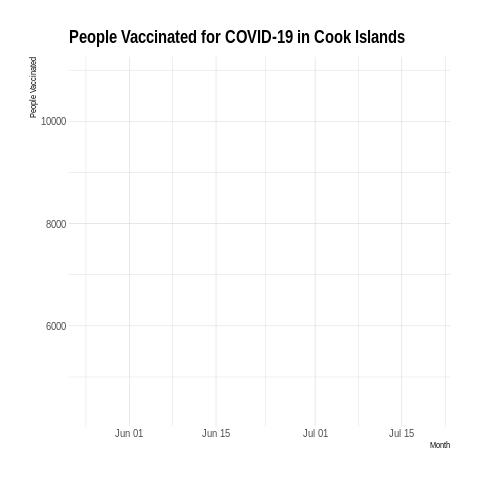 People Vaccinated for COVID-19 in Cook Islands
People Vaccinated
10000
8000
6000
Jun 01
Jun 15
Jul 01
Jul 15
Month